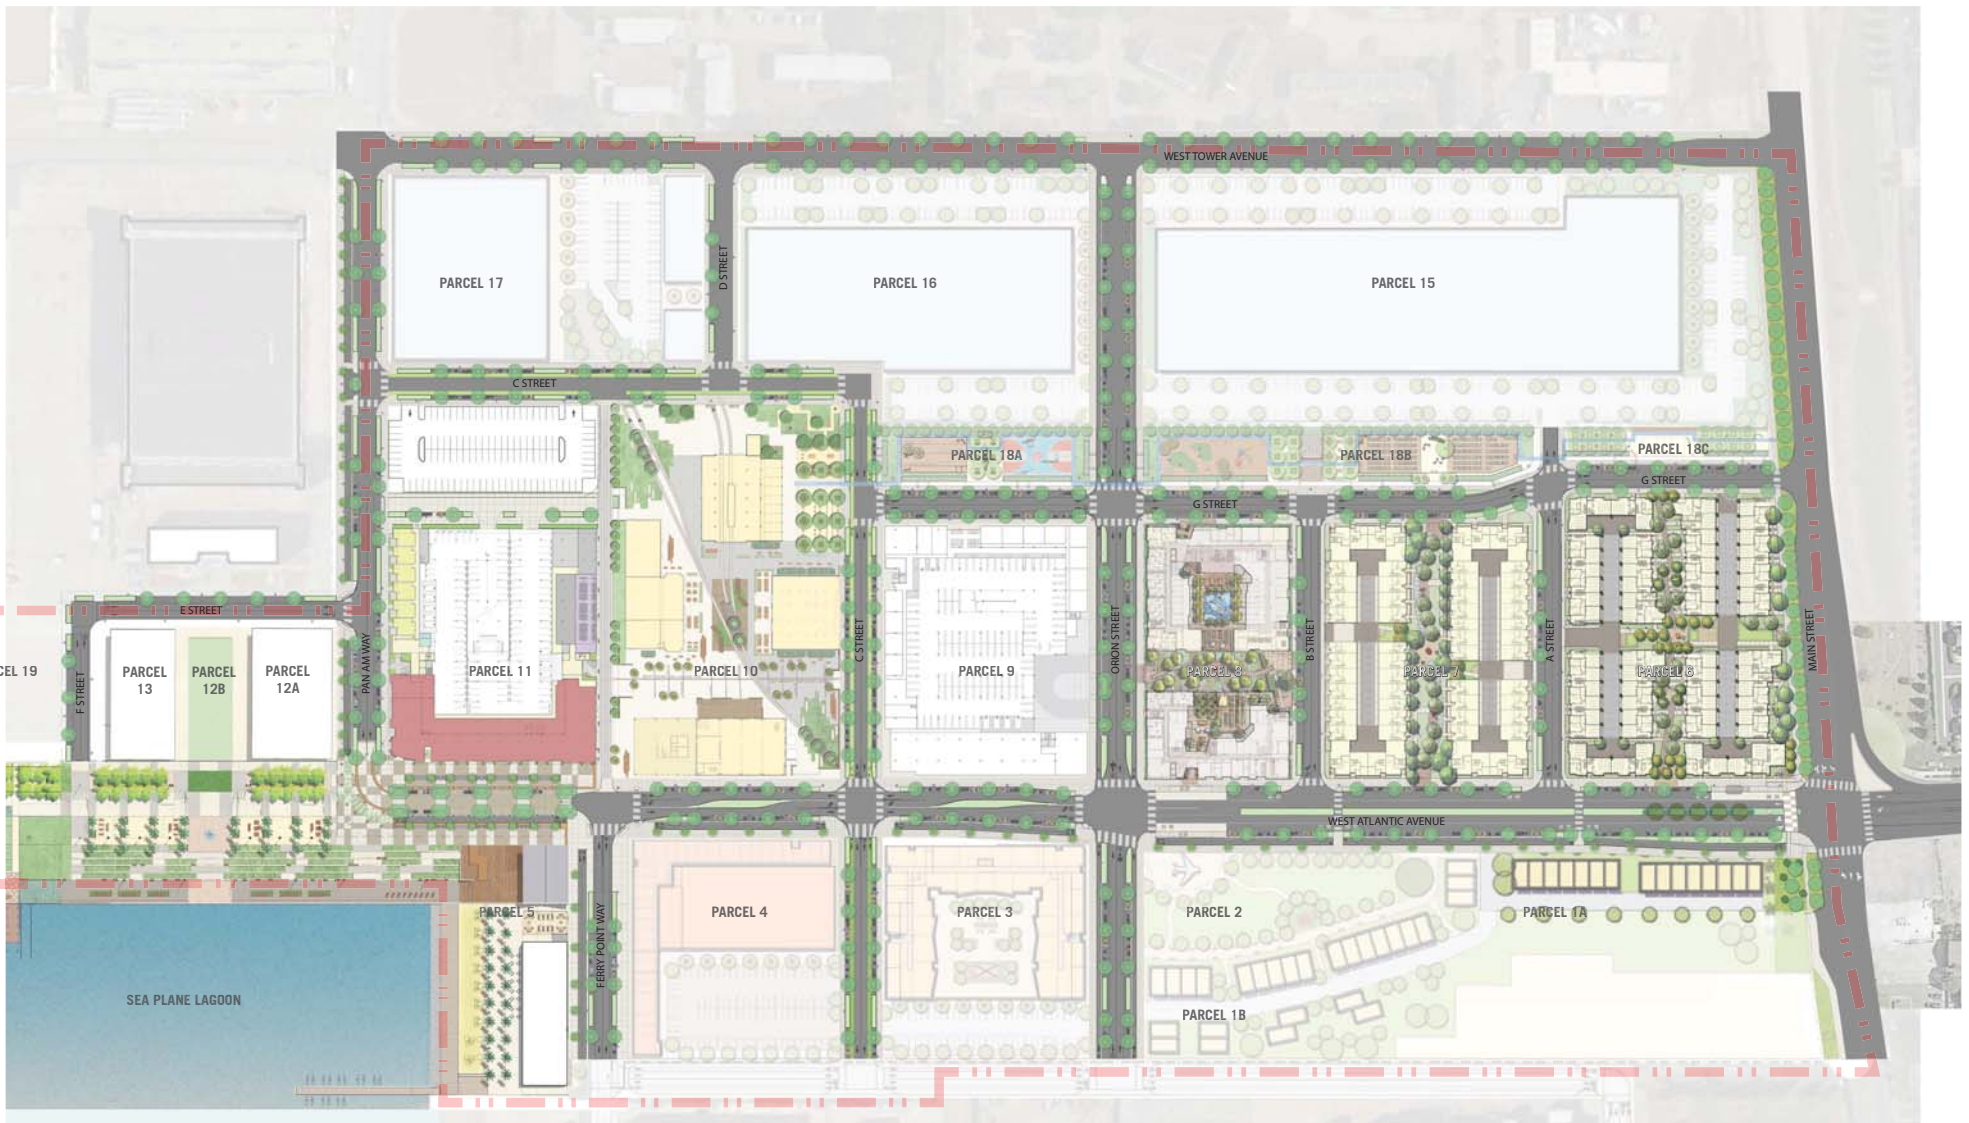 WEST TOWER AVENUE
PARCEL 17
D STREET
PARCEL 16
PARCEL 15
C STREET
PARCEL 18A
PARCEL 18B
PARCEL 18C
G STREET
G STREET
E STREET
F STREET
PAN AM WAY
C STREET
ORION STREET
B STREET
A STREET
MAIN STREET
CEL 19
PARCEL
13
PARCEL
12B
PARCEL
12A
PARCEL 11
PARCEL 10
PARCEL 9
PARCEL 8
PARCEL 7
PARCEL 6
WEST ATLANTIC AVENUE
PARCEL 5
FERRY POINT WAY
PARCEL 4
PARCEL 3
PARCEL 2
PARCEL 1A
SEA PLANE LAGOON
PARCEL 1B